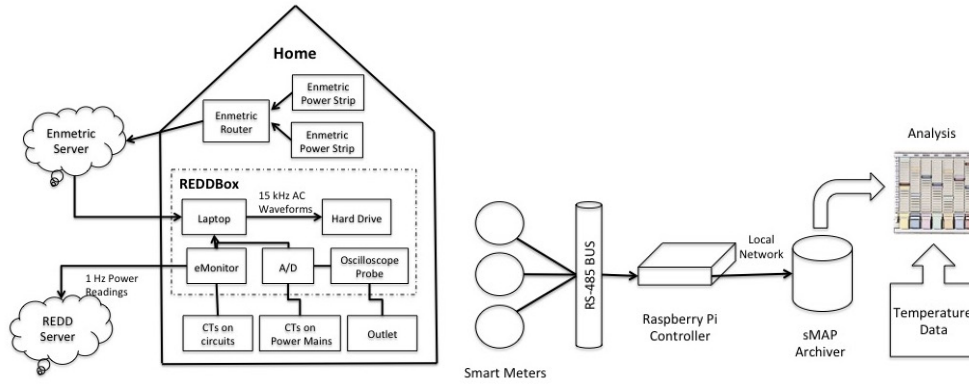 Home
Enmetric
Power Strip
Enmetric
Router
Enmetric
Power Strip
Enmetric
Server
REDDBox
Laptop
15 kHz AC
Waveforms
Hard Drive
eMonitor
A/D
Oscilloscope
Probe
1 Hz Power
Readings
REDD
Server
CTs on
circuits
CTs on
Power Mains
Outlet
Smart Meters
RS-485 BUS
Raspberry Pi
Controller
Local
Network
sMAP
Archiver
Analysis
Temperature
Data